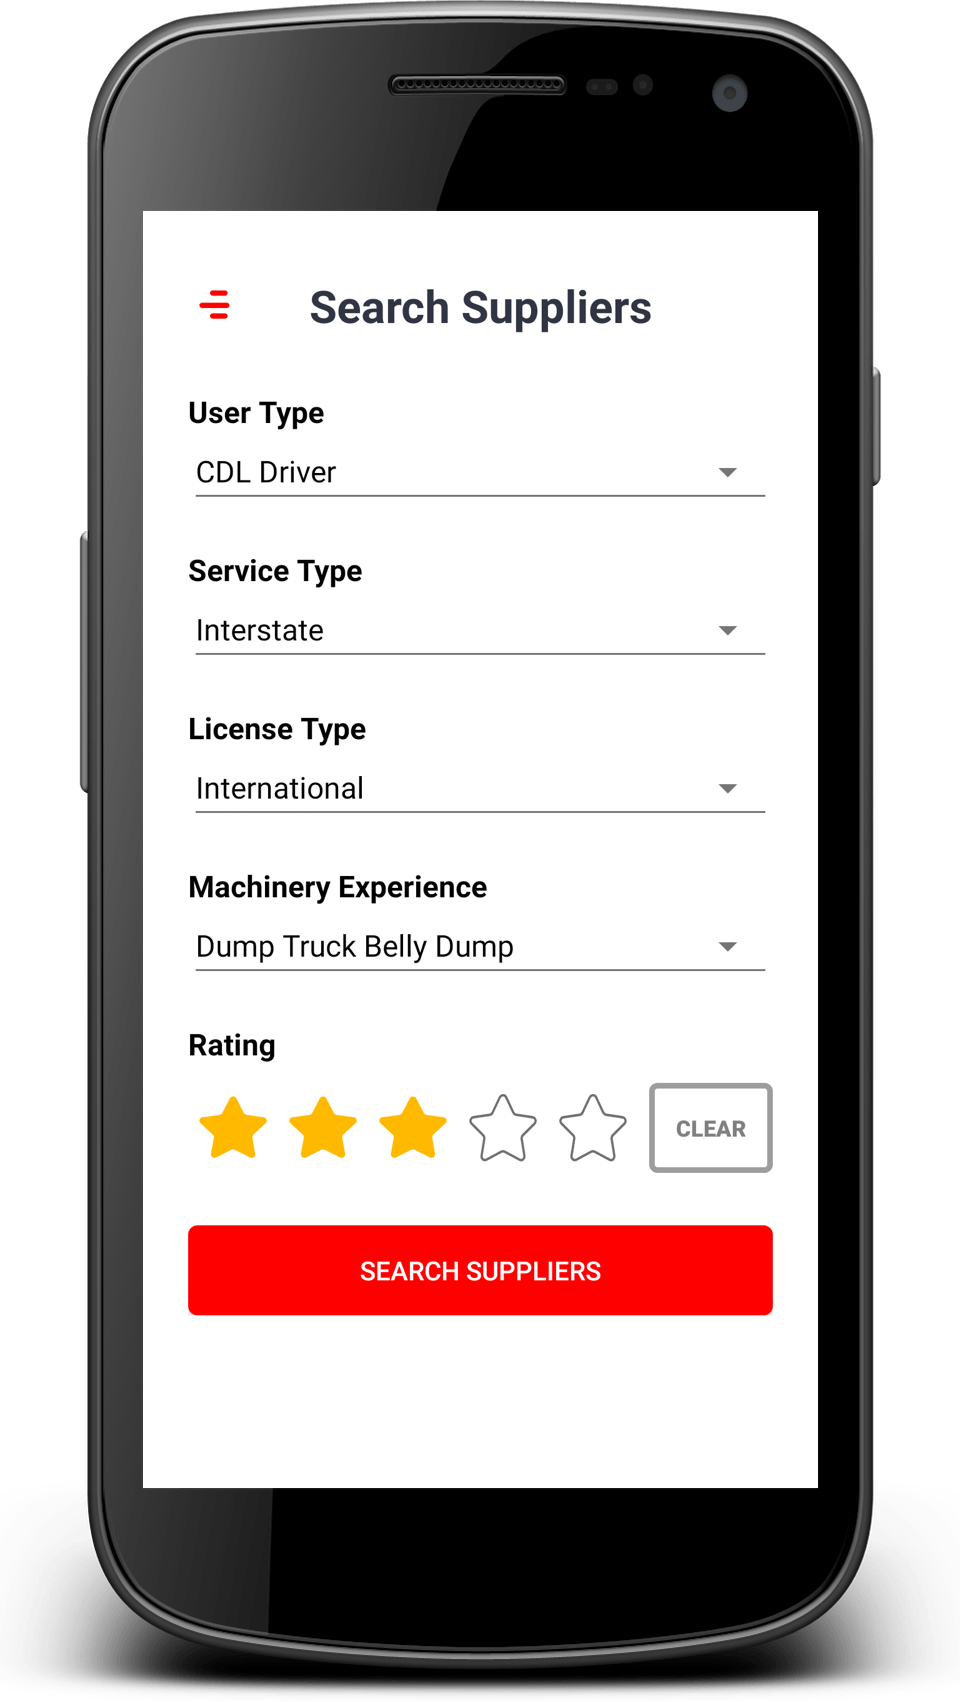 Search Suppliers
User Type
CDL Driver
Service Type
Interstate
License Type
International
Machinery Experience
Dump Truck Belly Dump
Rating
CLEAR
SEARCH SUPPLIERS